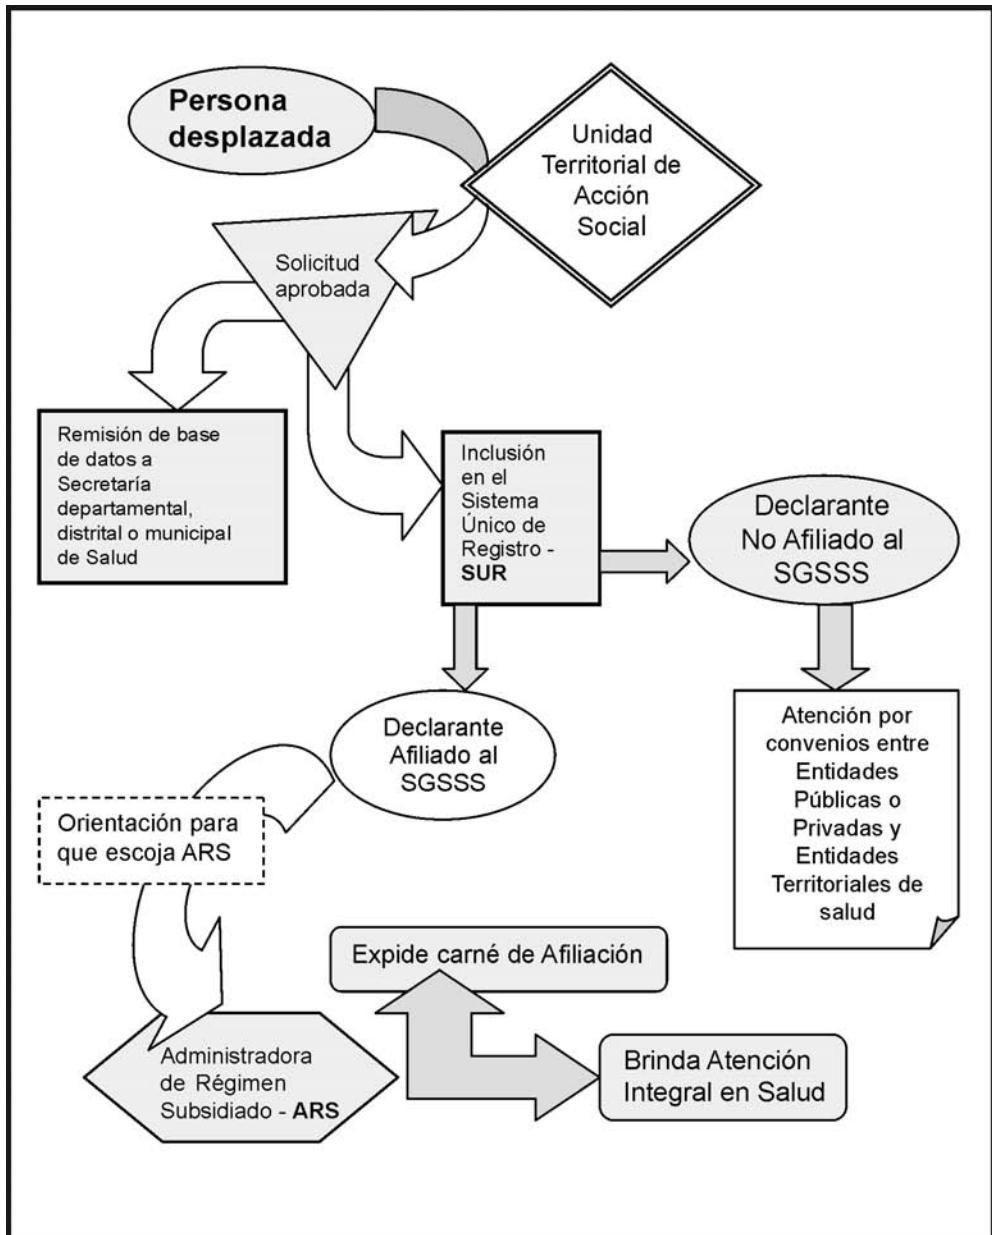 Persona
desplazada
Unidad
Territorial de
Acción
Social
Solicitud
aprobada
Remisión de base
de datos a
Secretaría
departamental,
distrital o municipal
de Salud
Inclusión
en el
Sistema
Único de
Registro -
SUR
Declarante
No Afiliado al
SGSSS
Declarante
Afiliado al
SGSSS
Atención por
convenios entre
Entidades
Públicas o
Privadas y
Entidades
Territoriales de
salud
Orientación para
que escoja ARS
Expide carné de Afiliación
Administradora
de Régimen
Subsidiado - ARS
Brinda Atención
Integral en Salud